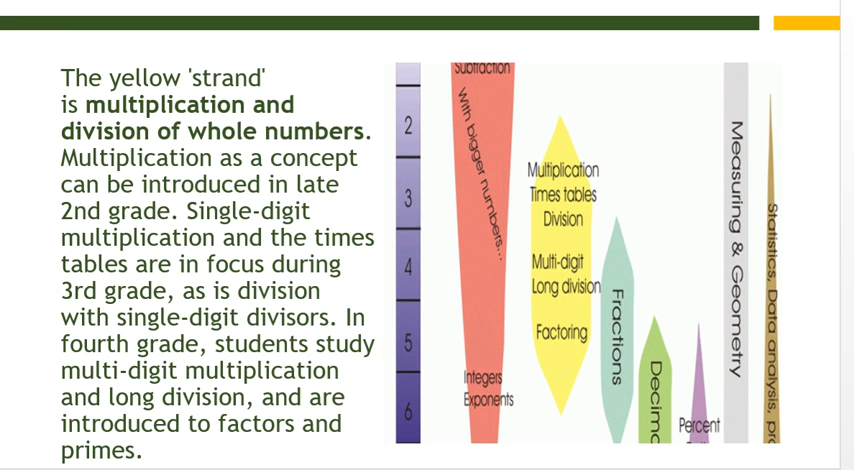 The yellow 'strand'
is multiplication and
division of whole numbers.
Multiplication as a concept
can be introduced in late
2nd grade. Single-digit
multiplication and the times
tables are in focus during
3rd grade, as is division
with single-digit divisors. In
fourth grade, students study
multi-digit multiplication
and long division, and are
introduced to factors and
primes.
2
3
4
5
6
Subtraction
With bigger numbers...
Integers
Exponents
Multiplication
Times tables
Division
Multi-digit
Long division
Factoring
Fractions
Decima
Percent
Measuring & Geometry
Statistics, Data analysis, pr